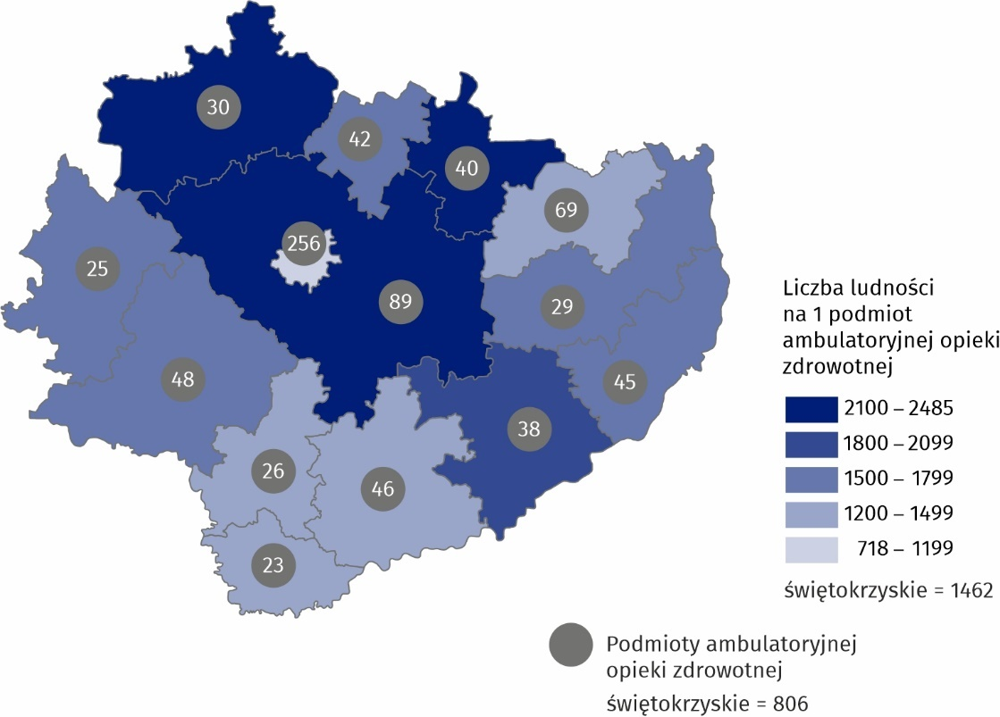 30
42
40
69
256
25
89
29
48
45
38
26
46
23
Liczba ludności
na 1 podmiot
ambulatoryjnej opieki
zdrowotnej
2100 – 2485
1800 – 2099
1500 – 1799
1200 – 1499
718 – 1199
świętokrzyskie = 1462
Podmioty ambulatoryjnej
opieki zdrowotnej
świętokrzyskie = 806